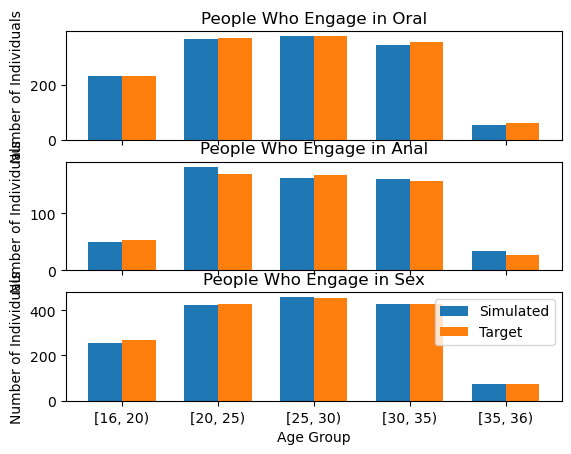 People Who Engage in Oral
Number of Individuals
200
0
People Who Engage in Anal
Number of Individuals
100
0
People Who Engage in Sex
Number of Individuals
400
200
0
Simulated
Target
[16, 20)
[20, 25)
[25, 30)
[30, 35)
[35, 36)
Age Group